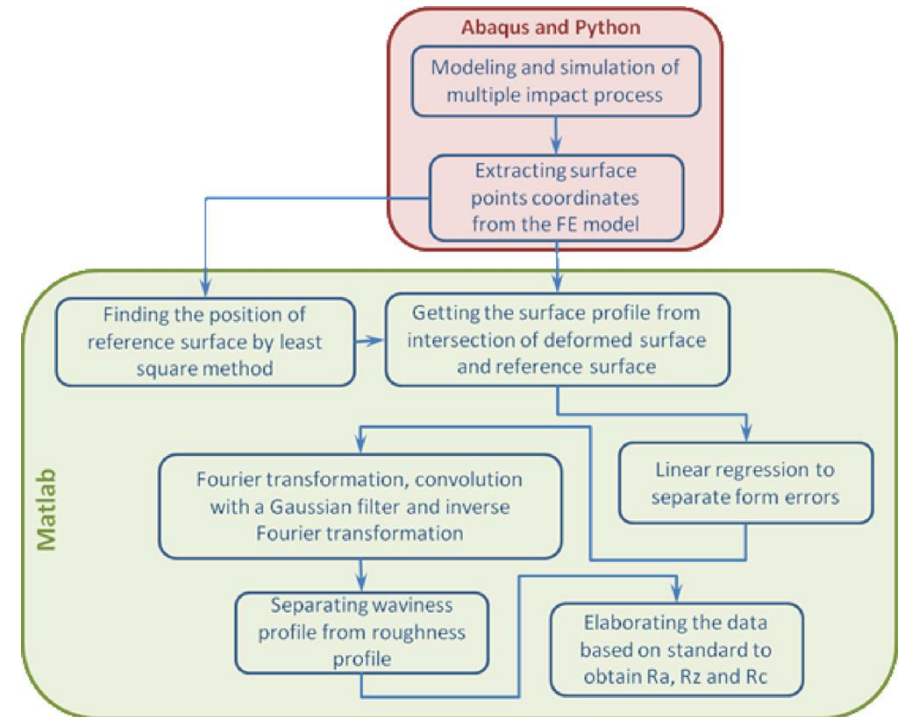 Abaqus and Python
Modeling and simulation of
multiple impact process
Extracting surface
points coordinates
from the FE model
Finding the position of
reference surface by least
square method
Getting the surface profile from
intersection of deformed surface
and reference surface
Linear regression to
separate form errors
Fourier transformation, convolution
with a Gaussian filter and inverse
Fourier transformation
Separating waviness
profile from roughness
profile
Elaborating the data
based on standard to
obtain Ra, Rz and Rc
Matlab